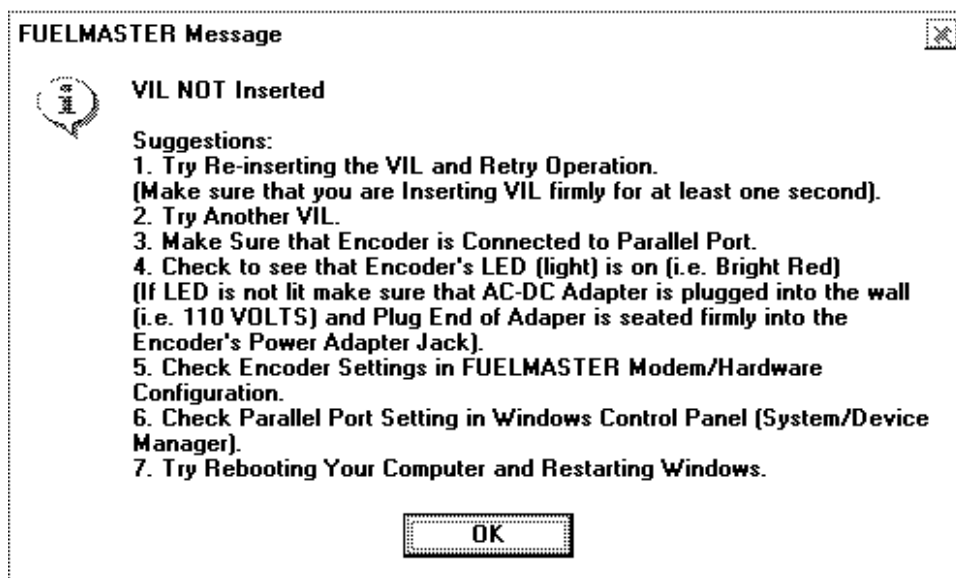 FUELMASTER Message
VIL NOT Inserted
Suggestions:
1. Try Re-inserting the VIL and Retry Operation.
(Make sure that you are Inserting VIL firmly for at least one second).
2. Try Another VIL.
3. Make Sure that Encoder is Connected to Parallel Port.
4. Check to see that Encoder's LED (light) is on (i.e. Bright Red)
(If LED is not lit make sure that AC-DC Adapter is plugged into the wall
(i.e. 110 VOLTS) and Plug End of Adaper is seated firmly into the
Encoder's Power Adapter Jack).
5. Check Encoder Settings in FUELMASTER Modem/Hardware
Configuration.
6. Check Parallel Port Setting in Windows Control Panel (System/Device
Manager).
7. Try Rebooting Your Computer and Restarting Windows.
OK